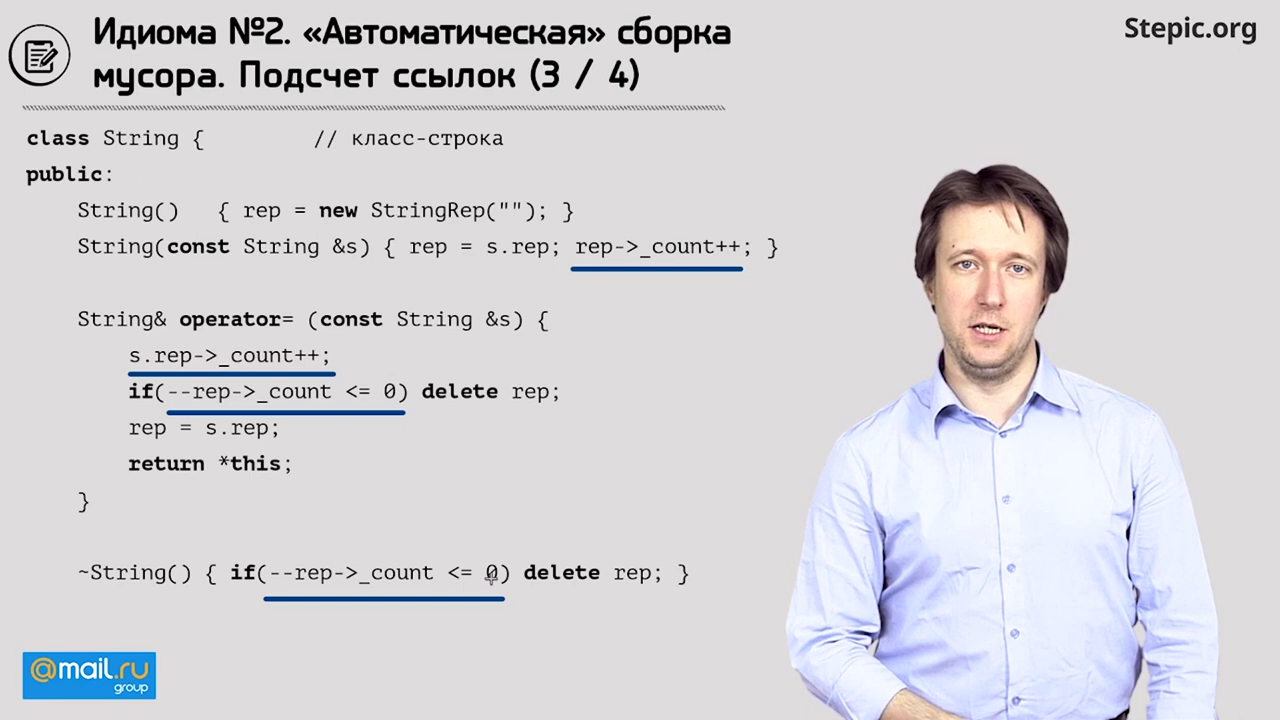 Идиома №2. «Автоматическая» сборка
мусора. Подсчет ссылок (3 / 4)
Stepic.org
class String { // класс-строка
public:
String() { rep = new StringRep(""); }
String(const String &s) { rep = s.rep; rep->_count++; }
String& operator= (const String &s) {
s.rep->_count++;
if(--rep->_count <= 0) delete rep;
rep = s.rep;
return *this;
}
~String() { if(--rep->_count <= 0) delete rep; }
@mail.ru
group